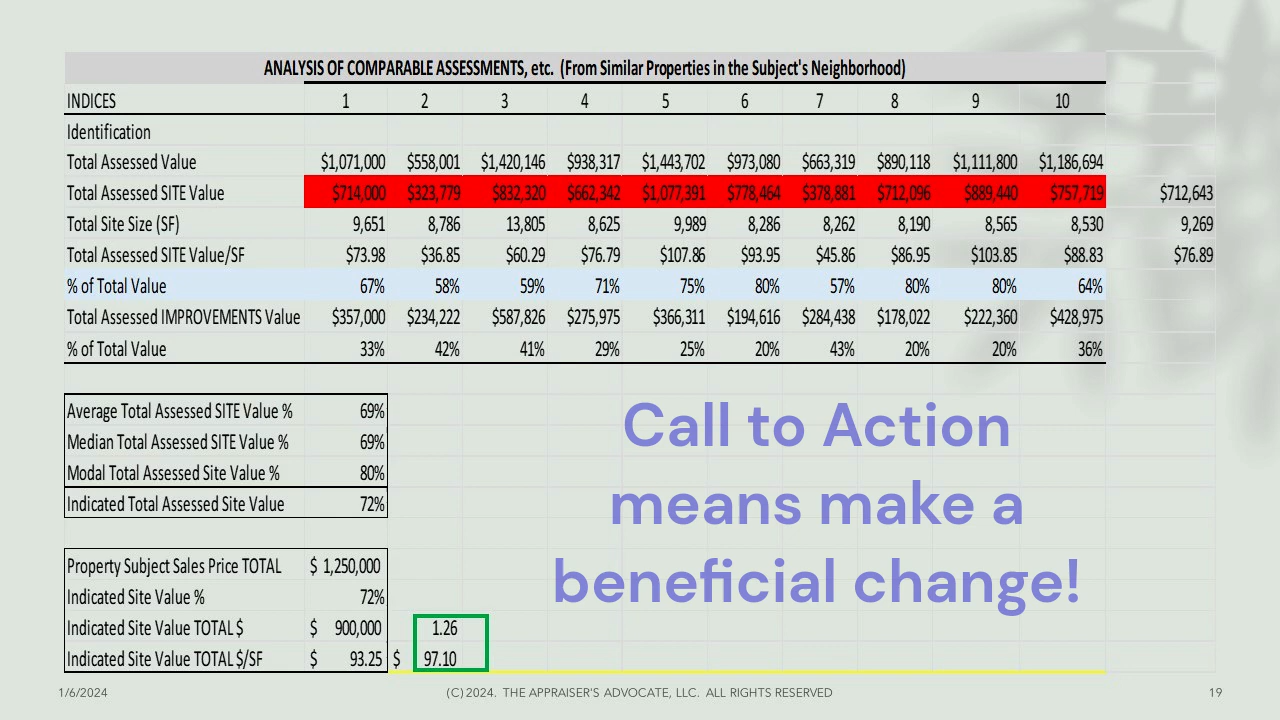 ANALYSIS OF COMPARABLE ASSESSMENTS, etc. (From Similar Properties in the Subject's Neighborhood)
INDICES 1 2 3 4 5 6 7 8 9 10
Identification
Total Assessed Value $1,071,000 $558,001 $1,420,146 $938,317 $1,443,702 $973,080 $663,319 $890,118 $1,111,800 $1,186,694
Total Assessed SITE Value $714,000 $323,779 $832,320 $662,342 $1,077,391 $778,464 $378,881 $712,096 $889,440 $757,719 $712,643
Total Site Size (SF) 9,651 8,786 13,805 8,625 9,989 8,286 8,262 8,190 8,565 8,530 9,269
Total Assessed SITE Value/SF $73.98 $36.85 $60.29 $76.79 $107.86 $93.95 $45.86 $86.95 $103.85 $88.83 $76.89
% of Total Value 67% 58% 59% 71% 75% 80% 57% 80% 80% 64%
Total Assessed IMPROVEMENTS Value $357,000 $234,222 $587,826 $275,975 $366,311 $194,616 $284,438 $178,022 $222,360 $428,975
% of Total Value 33% 42% 41% 29% 25% 20% 43% 20% 20% 36%
Average Total Assessed SITE Value % 69%
Median Total Assessed SITE Value % 69%
Modal Total Assessed Site Value % 80%
Indicated Total Assessed Site Value 72%
Call to Action
means make a
beneficial change!
Property Subject Sales Price TOTAL $ 1,250,000
Indicated Site Value % 72%
Indicated Site Value TOTAL $ $ 900,000 1.26
Indicated Site Value TOTAL $/SF $ 93.25 $ 97.10
1/6/2024 (C) 2024. THE APPRAISER'S ADVOCATE, LLC. ALL RIGHTS RESERVED 19